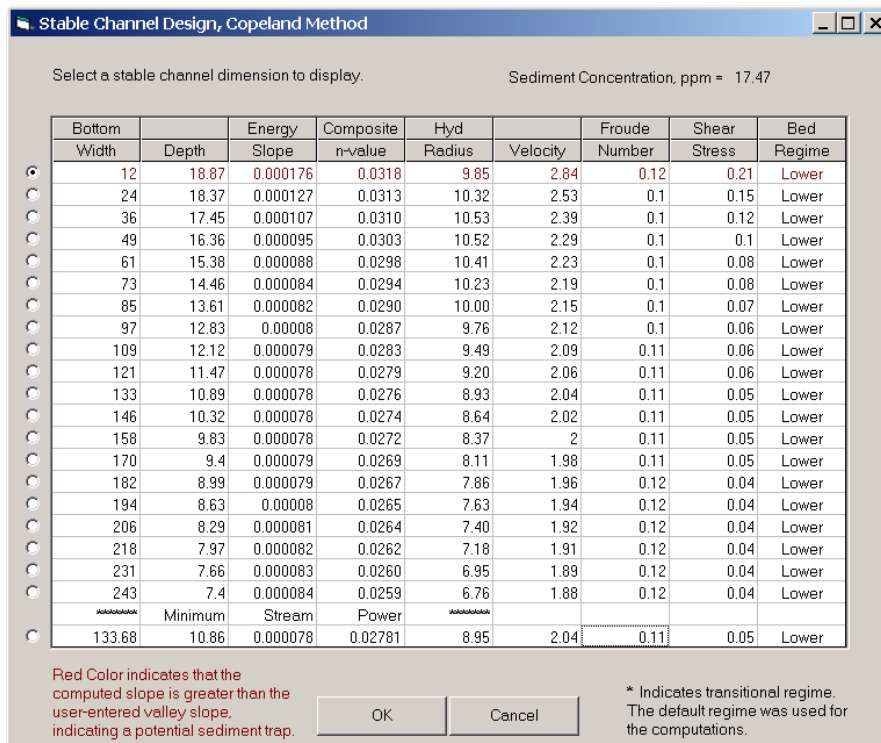 Stable Channel Design, Copeland Method
Select a stable channel dimension to display. Sediment Concentration, ppm = 17.47
Bottom Energy Composite Hyd Froude Shear Bed
Width Depth Slope n-value Radius Velocity Number Stress Regime
12 18.87 0.000176 0.0318 9.85 2.84 0.12 0.21 Lower
24 18.37 0.000127 0.0313 10.32 2.53 0.1 0.15 Lower
36 17.45 0.000107 0.0310 10.53 2.39 0.1 0.12 Lower
49 16.36 0.000095 0.0303 10.52 2.29 0.1 0.1 Lower
61 15.38 0.000088 0.0298 10.41 2.23 0.1 0.08 Lower
73 14.46 0.000084 0.0294 10.23 2.19 0.1 0.08 Lower
85 13.61 0.000082 0.0290 10.00 2.15 0.1 0.07 Lower
97 12.83 0.00008 0.0287 9.76 2.12 0.1 0.06 Lower
109 12.12 0.000079 0.0283 9.49 2.09 0.11 0.06 Lower
121 11.47 0.000078 0.0279 9.20 2.06 0.11 0.06 Lower
133 10.89 0.000078 0.0276 8.93 2.04 0.11 0.05 Lower
146 10.32 0.000078 0.0274 8.64 2.02 0.11 0.05 Lower
158 9.83 0.000078 0.0272 8.37 2 0.11 0.05 Lower
170 9.4 0.000079 0.0269 8.11 1.98 0.11 0.05 Lower
182 8.99 0.000079 0.0267 7.86 1.96 0.12 0.04 Lower
194 8.63 0.00008 0.0265 7.63 1.94 0.12 0.04 Lower
206 8.29 0.000081 0.0264 7.40 1.92 0.12 0.04 Lower
218 7.97 0.000082 0.0262 7.18 1.91 0.12 0.04 Lower
231 7.66 0.000083 0.0260 6.95 1.89 0.12 0.04 Lower
243 7.4 0.000084 0.0259 6.76 1.88 0.12 0.04 Lower
******** Minimum Stream Power ********
133.68 10.86 0.000078 0.02781 8.95 2.04 0.11 0.05 Lower
Red Color indicates that the
computed slope is greater than the
user-entered valley slope,
indicating a potential sediment trap.
OK Cancel
* Indicates transitional regime.
The default regime was used for
the computations.